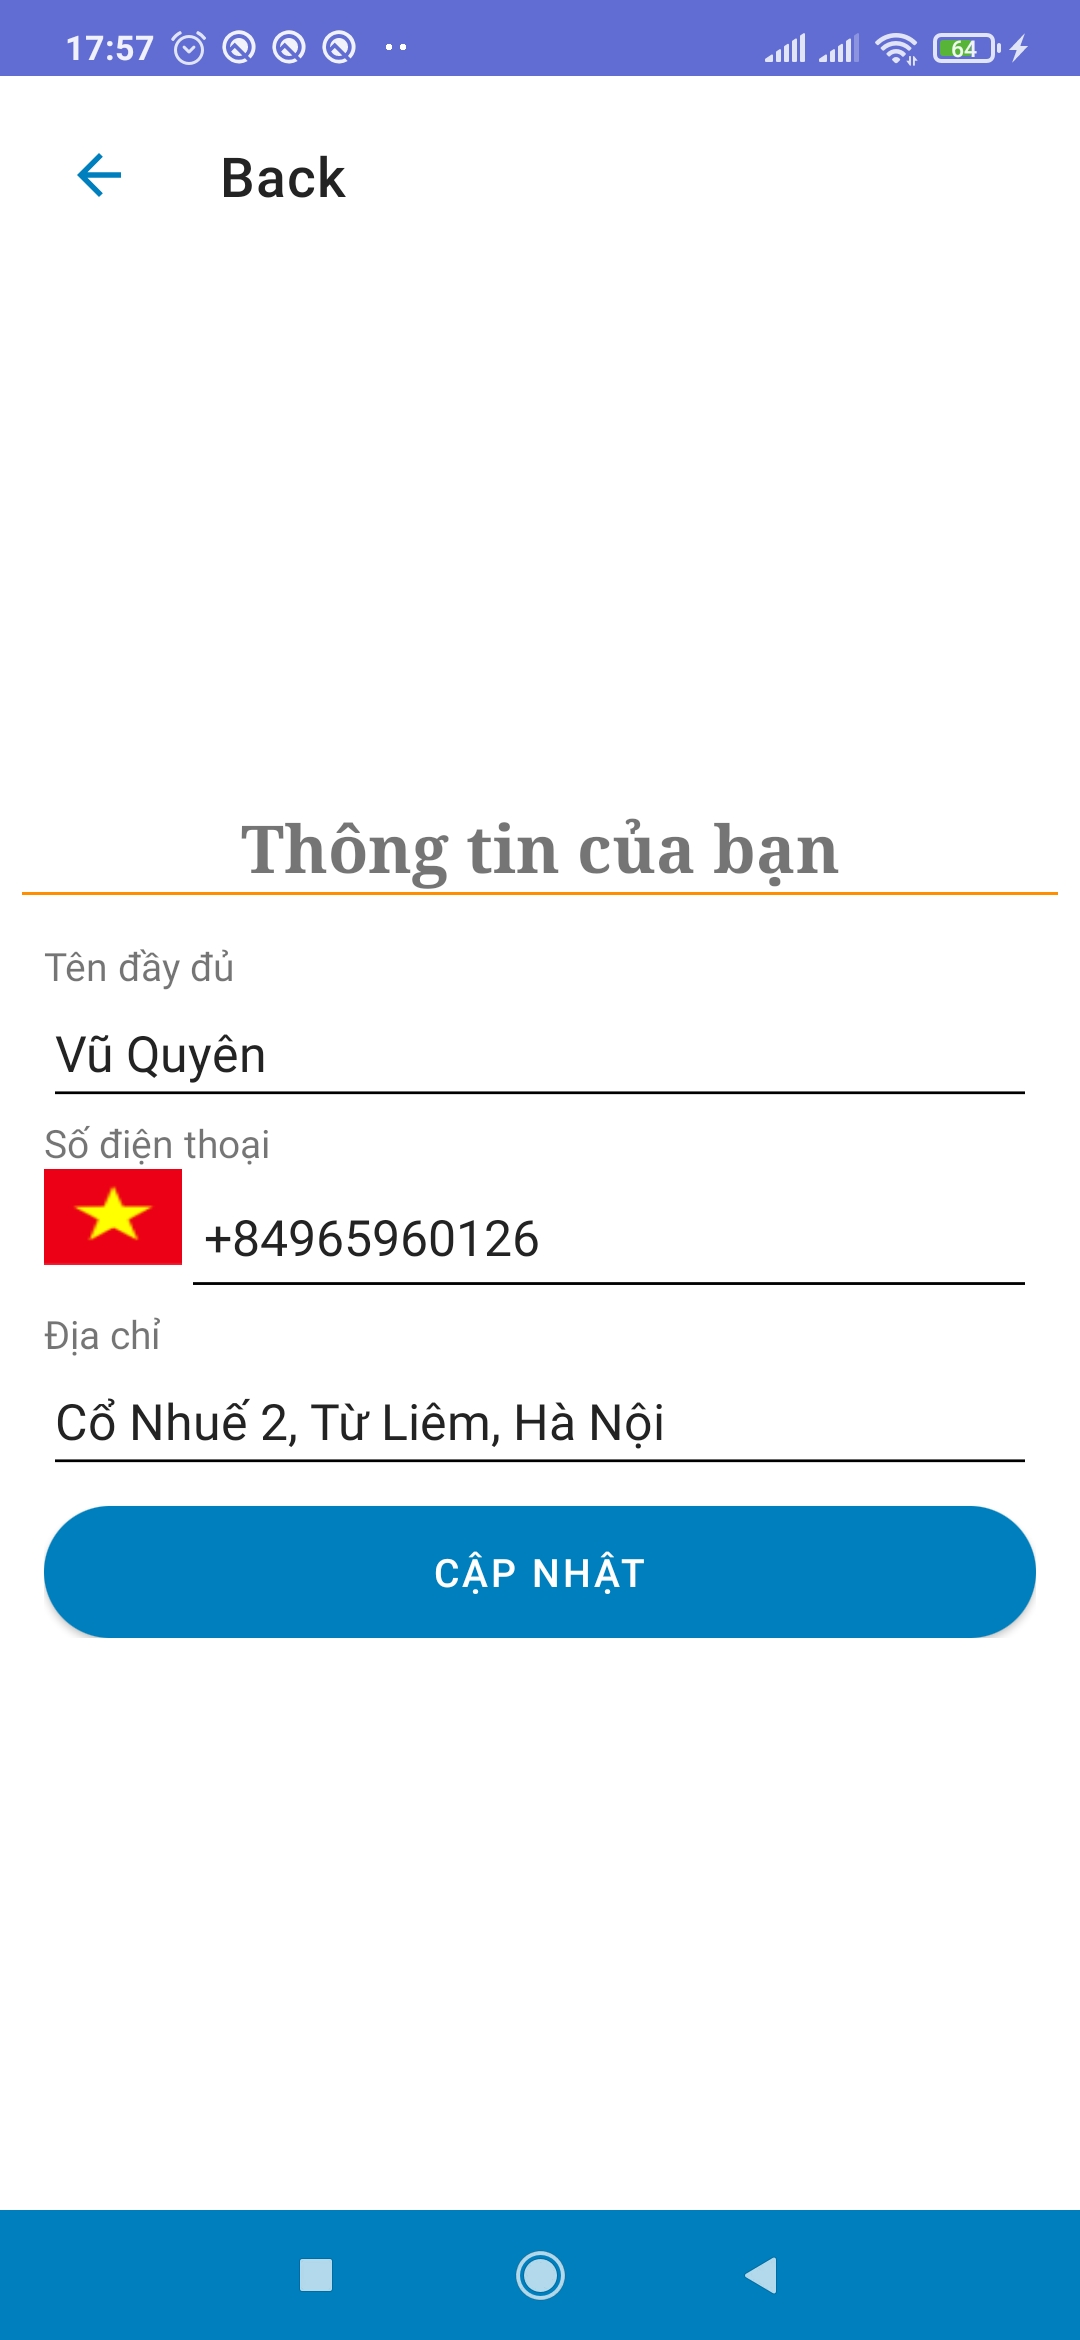 17:57
64
Back
Thông tin của bạn
Tên đầy đủ
Vũ Quyên
Số điện thoại
+84965960126
Địa chỉ
Cổ Nhuế 2, Từ Liêm, Hà Nội
CẬP NHẬT